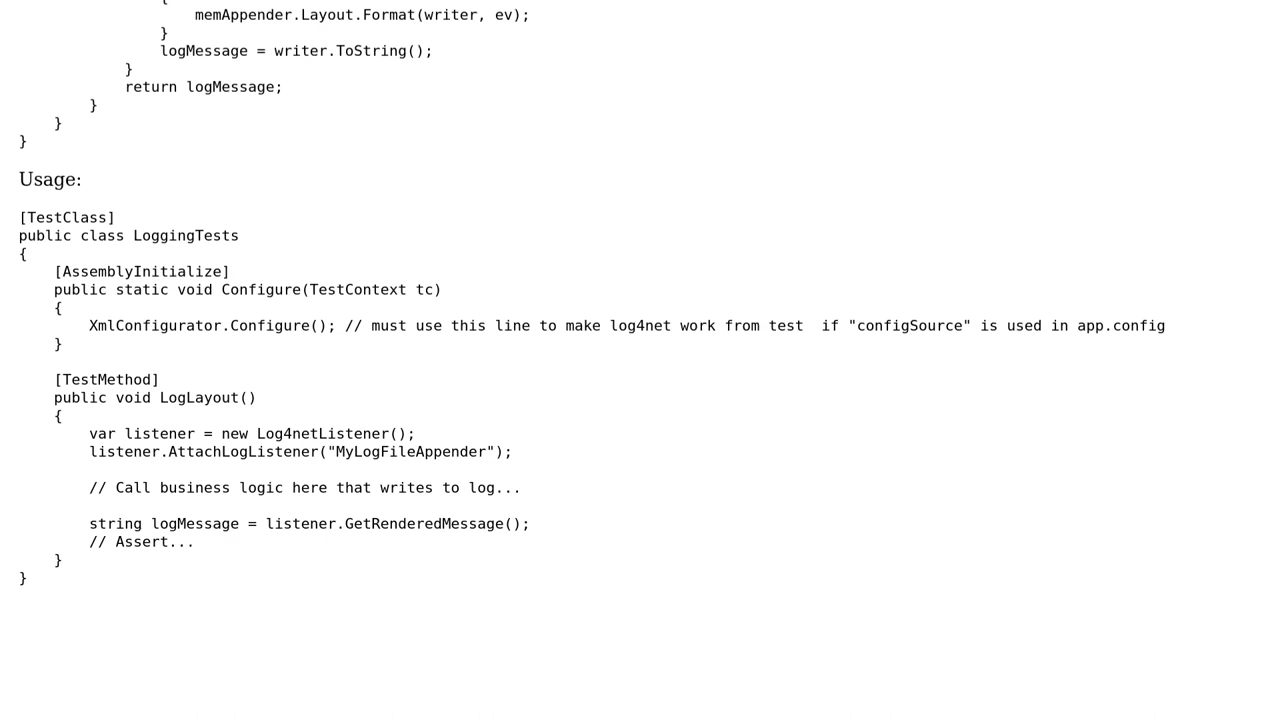 {
memAppender.Layout.Format(writer, ev);
}
logMessage = writer.ToString();
}
return logMessage;
}
}
}
Usage:
[TestClass]
public class LoggingTests
{
[AssemblyInitialize]
public static void Configure(TestContext tc)
{
XmlConfigurator.Configure(); // must use this line to make log4net work from test  if "configSource" is used in app.config
}
[TestMethod]
public void LogLayout()
{
var listener = new Log4netListener();
listener.AttachLogListener("MyLogFileAppender");
// Call business logic here that writes to log...
string logMessage = listener.GetRenderedMessage();
// Assert...
}
}